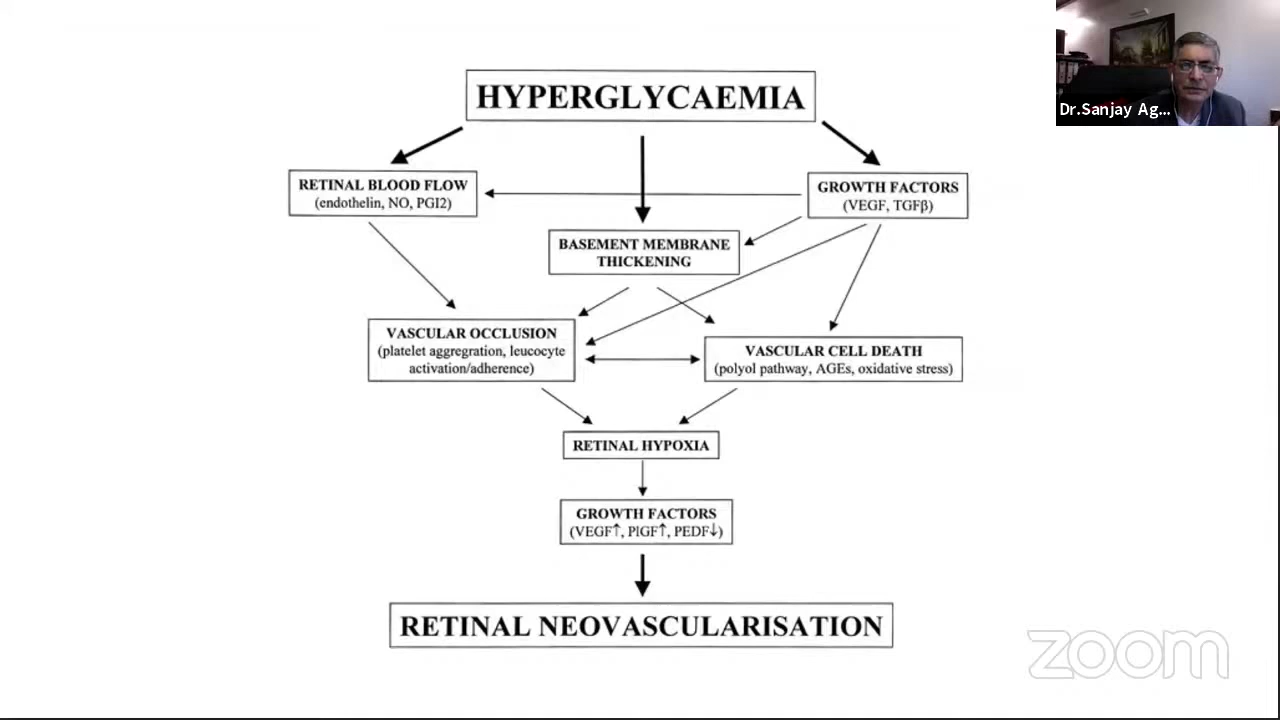 HYPERGLYCAEMIA
RETINAL BLOOD FLOW
(endothelin, NO, PGI2)
GROWTH FACTORS
(VEGF, TGFβ)
BASEMENT MEMBRANE
THICKENING
VASCULAR OCCLUSION
(platelet aggregration, leucocyte
activation/adherence)
VASCULAR CELL DEATH
(polyol pathway, AGEs, oxidative stress)
RETINAL HYPOXIA
GROWTH FACTORS
(VEGF↑, PlGF↑, PEDF↓)
RETINAL NEOVASCULARISATION
Dr.Sanjay Ag...
zoom